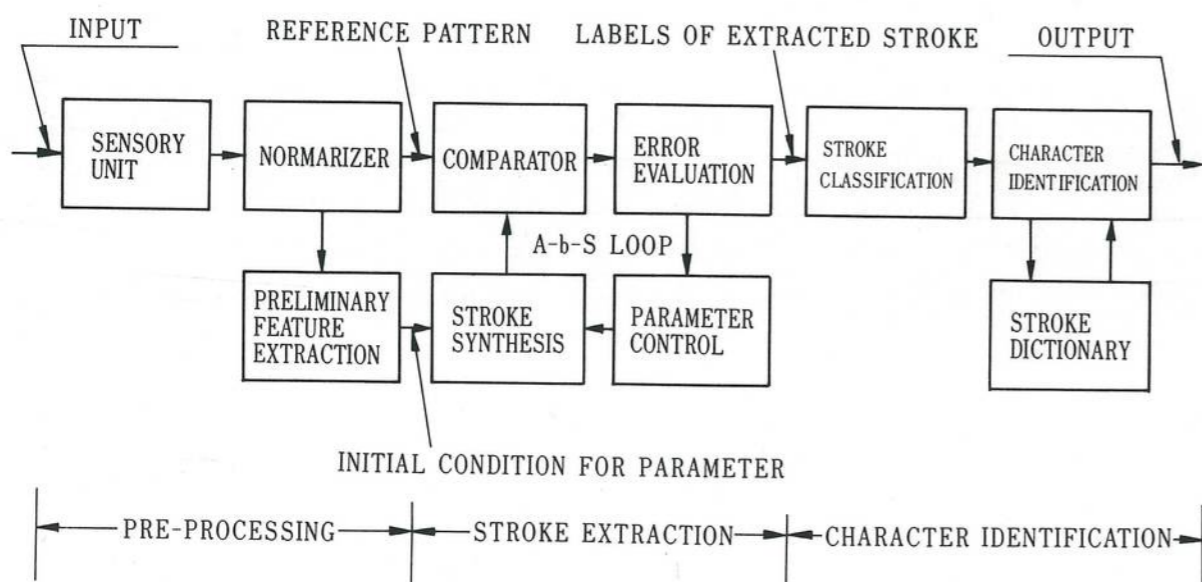 INPUT
REFERENCE PATTERN
LABELS OF EXTRACTED STROKE
OUTPUT
SENSORY
UNIT
NORMARIZER
COMPARATOR
ERROR
EVALUATION
STROKE
CLASSIFICATION
CHARACTER
IDENTIFICATION
A-b-S LOOP
PRELIMINARY
FEATURE
EXTRACTION
STROKE
SYNTHESIS
PARAMETER
CONTROL
STROKE
DICTIONARY
INITIAL CONDITION FOR PARAMETER
PRE-PROCESSING
STROKE EXTRACTION
CHARACTER IDENTIFICATION